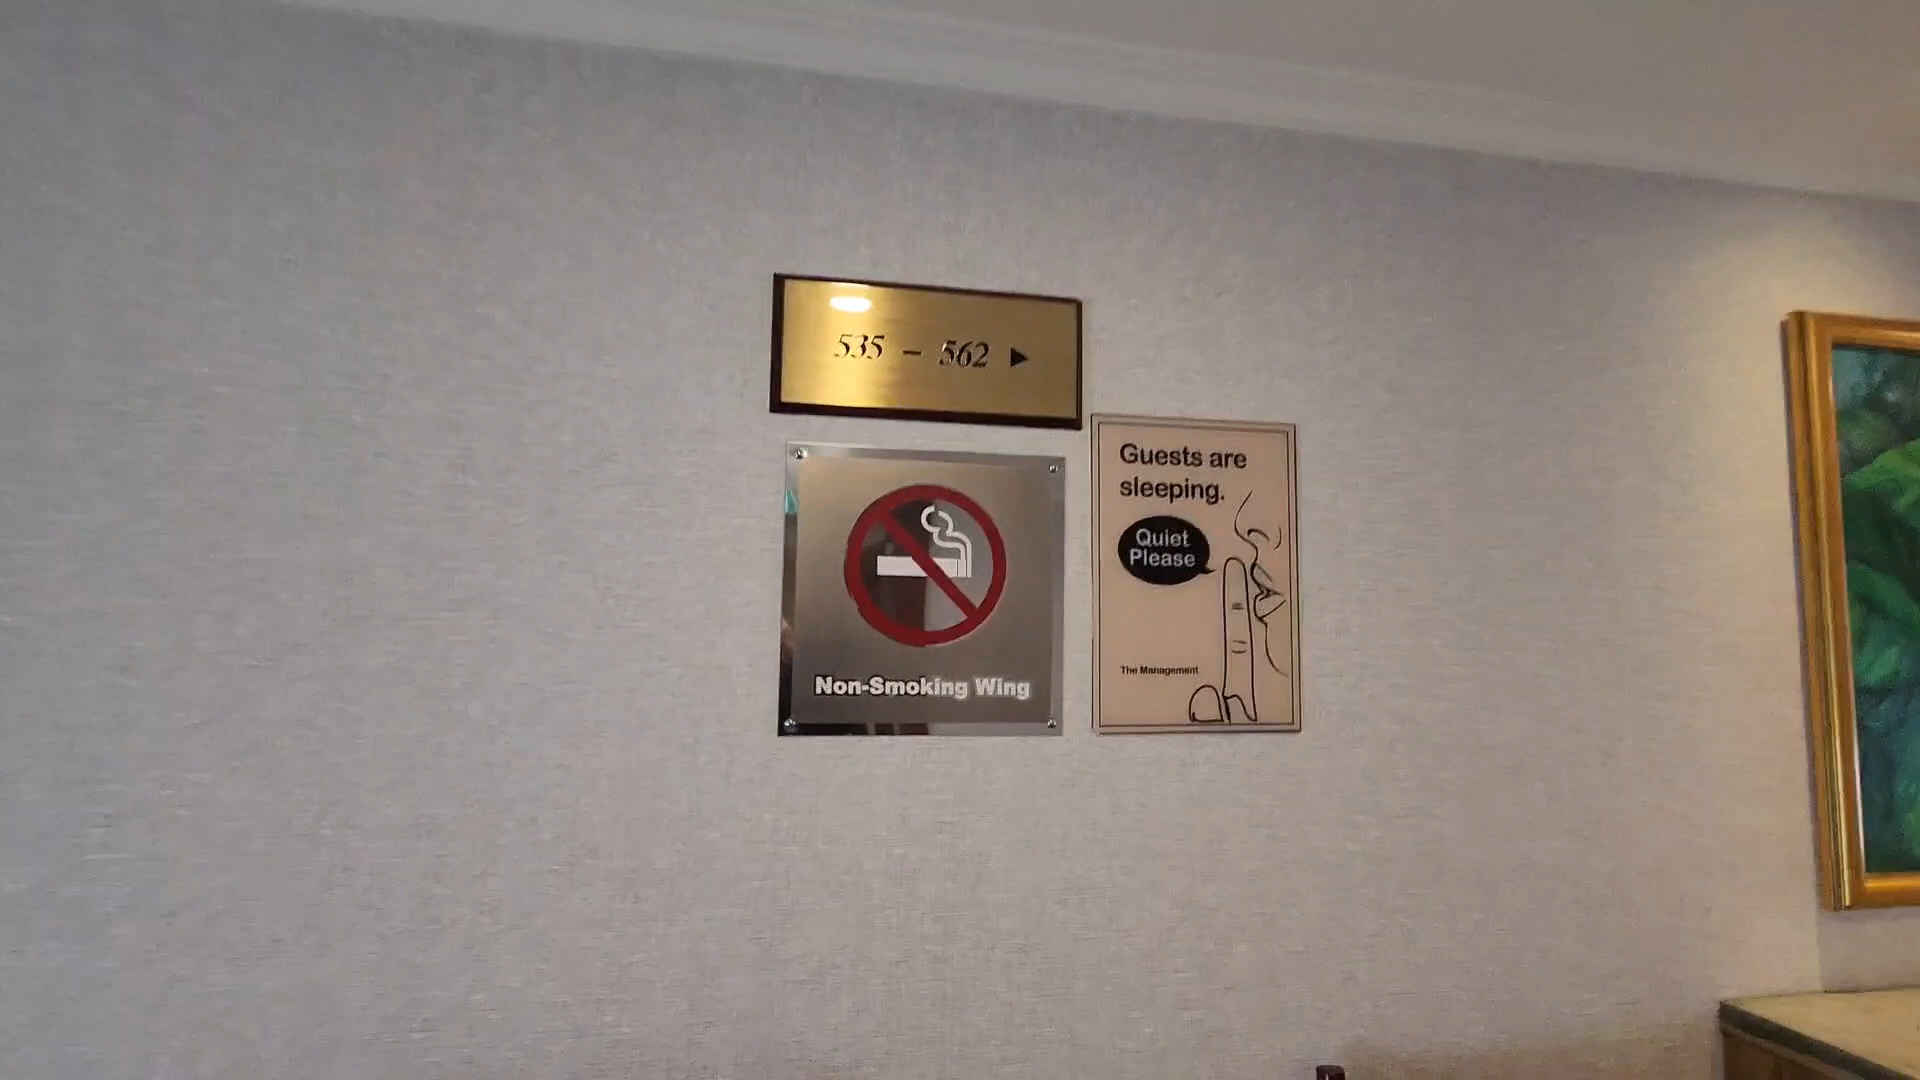 535 – 562 ▶
Non-Smoking Wing
Guests are
sleeping.
Quiet
Please
The Management